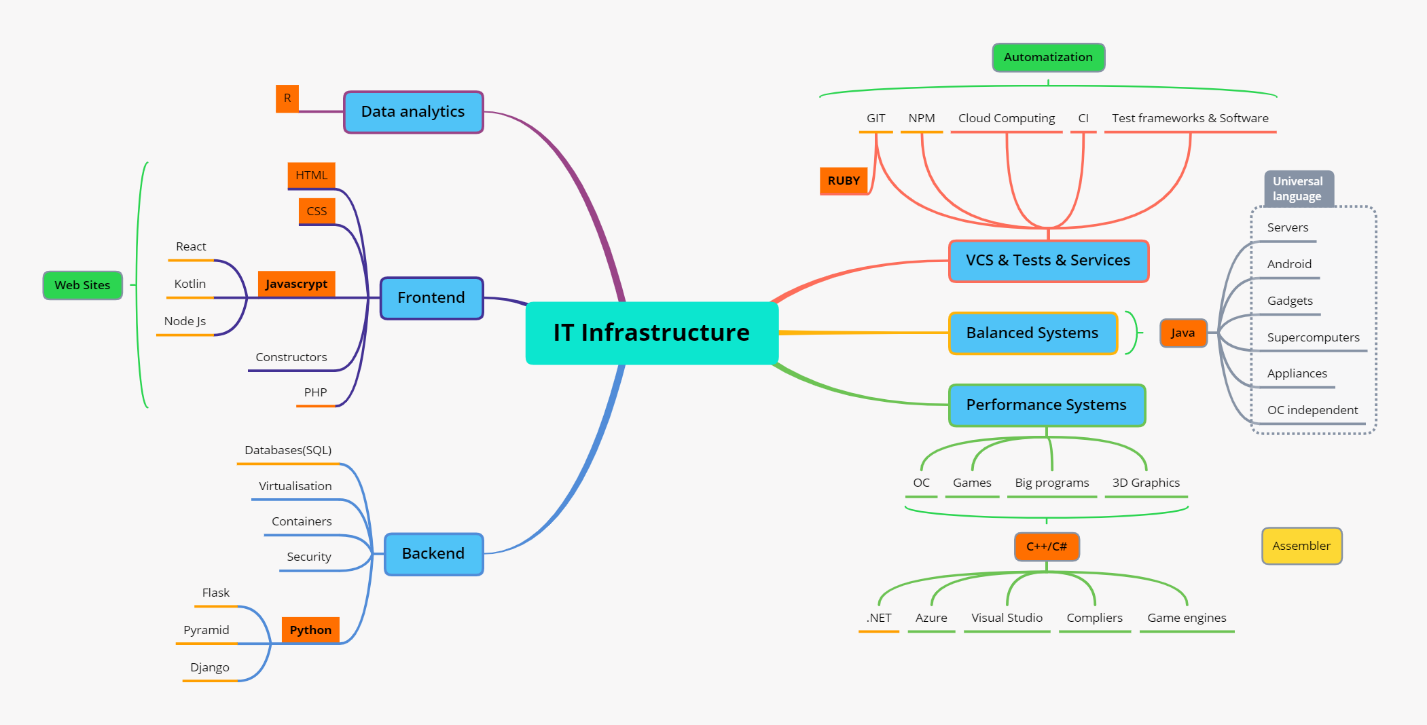 IT Infrastructure
Data analytics
R
Frontend
HTML
CSS
Javascrypt
React
Kotlin
Node Js
Constructors
PHP
Web Sites
Backend
Databases(SQL)
Virtualisation
Containers
Security
Python
Flask
Pyramid
Django
Automatization
GIT
NPM
Cloud Computing
CI
Test frameworks & Software
RUBY
VCS & Tests & Services
Balanced Systems
Java
Universal
language
Servers
Android
Gadgets
Supercomputers
Appliances
OC independent
Performance Systems
OC
Games
Big programs
3D Graphics
C++/C#
.NET
Azure
Visual Studio
Compliers
Game engines
Assembler